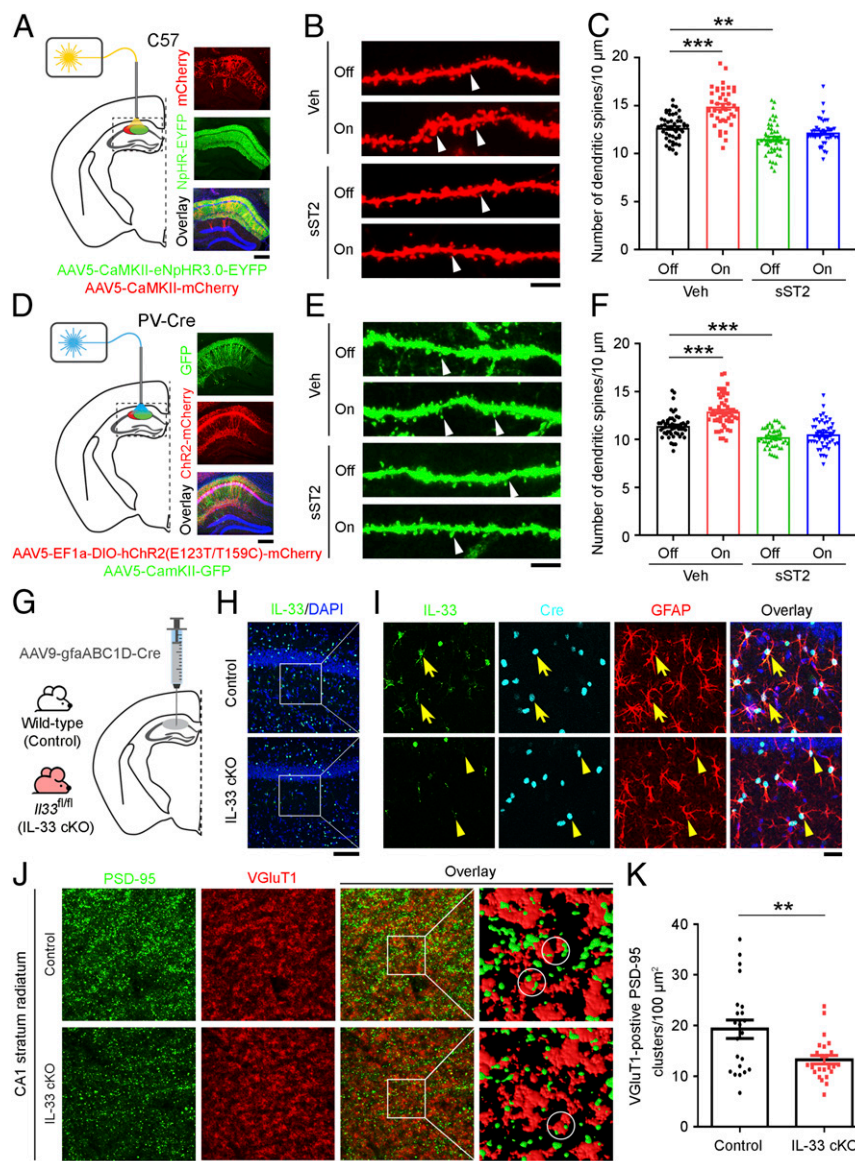 A
C57
mCherry
NpHR-EYFP
Overlay
AAV5-CaMKII-eNpHR3.0-EYFP
AAV5-CaMKII-mCherry
B
Veh
Off
On
sST2
Off
On
C
Number of dendritic spines/10 µm
20
15
10
5
0
**
***
Off On Off On
Veh sST2
D
PV-Cre
GFP
ChR2-mCherry
Overlay
AAV5-EF1a-DIO-hChR2(E123T/T159C)-mCherry
AAV5-CamKII-GFP
E
Veh
Off
On
sST2
Off
On
F
Number of dendritic spines/10 µm
20
15
10
5
0
***
***
Off On Off On
Veh sST2
G
AAV9-gfaABC1D-Cre
Wild-type
(Control)
Il33fl/fl
(IL-33 cKO)
H
IL-33/DAPI
Control
IL-33 cKO
I
IL-33 Cre GFAP Overlay
J
PSD-95 VGluT1 Overlay
CA1 stratum radiatum
Control
IL-33 cKO
K
VGluT1-postive PSD-95
clusters/100 µm²
40
30
20
10
0
**
Control IL-33 cKO